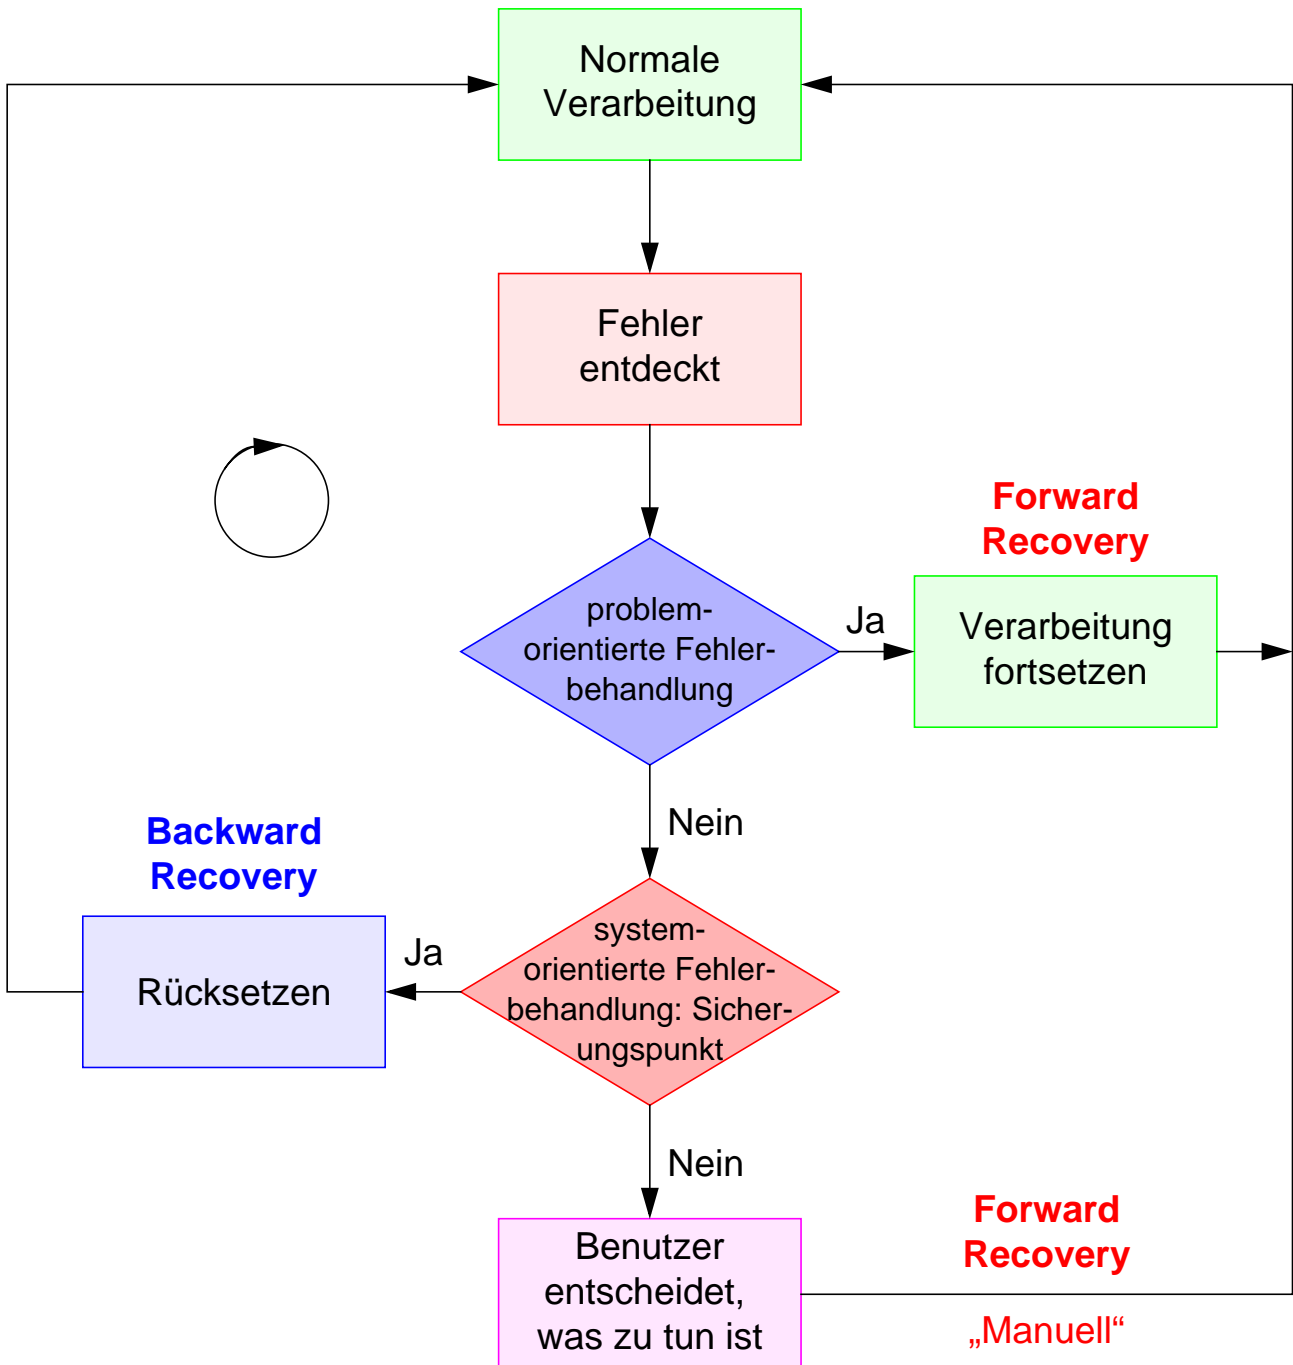 Normale
Verarbeitung
Fehler
entdeckt
Forward
Recovery
problem-
orientierte Fehler-
behandlung
Ja
Verarbeitung
fortsetzen
Nein
Backward
Recovery
system-
orientierte Fehler-
behandlung: Sicher-
ungspunkt
Ja
Rücksetzen
Nein
Benutzer
entscheidet,
was zu tun ist
Forward
Recovery
„Manuell“